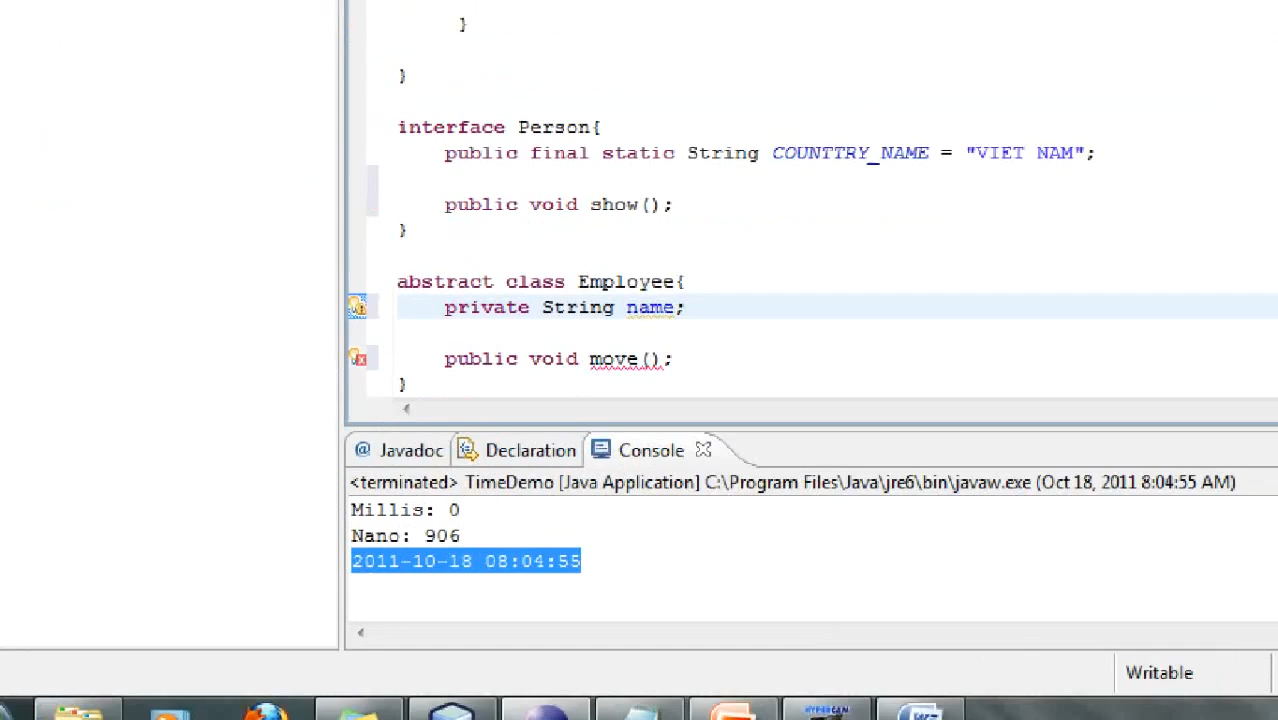 }
}
interface Person{
public final static String COUNTTRY_NAME = "VIET NAM";
public void show();
}
abstract class Employee{
private String name;
public void move();
}
@ Javadoc Declaration Console
<terminated> TimeDemo [Java Application] C:\Program Files\Java\jre6\bin\javaw.exe (Oct 18, 2011 8:04:55 AM)
Millis: 0
Nano: 906
2011-10-18 08:04:55
Writable
HYPERCAM